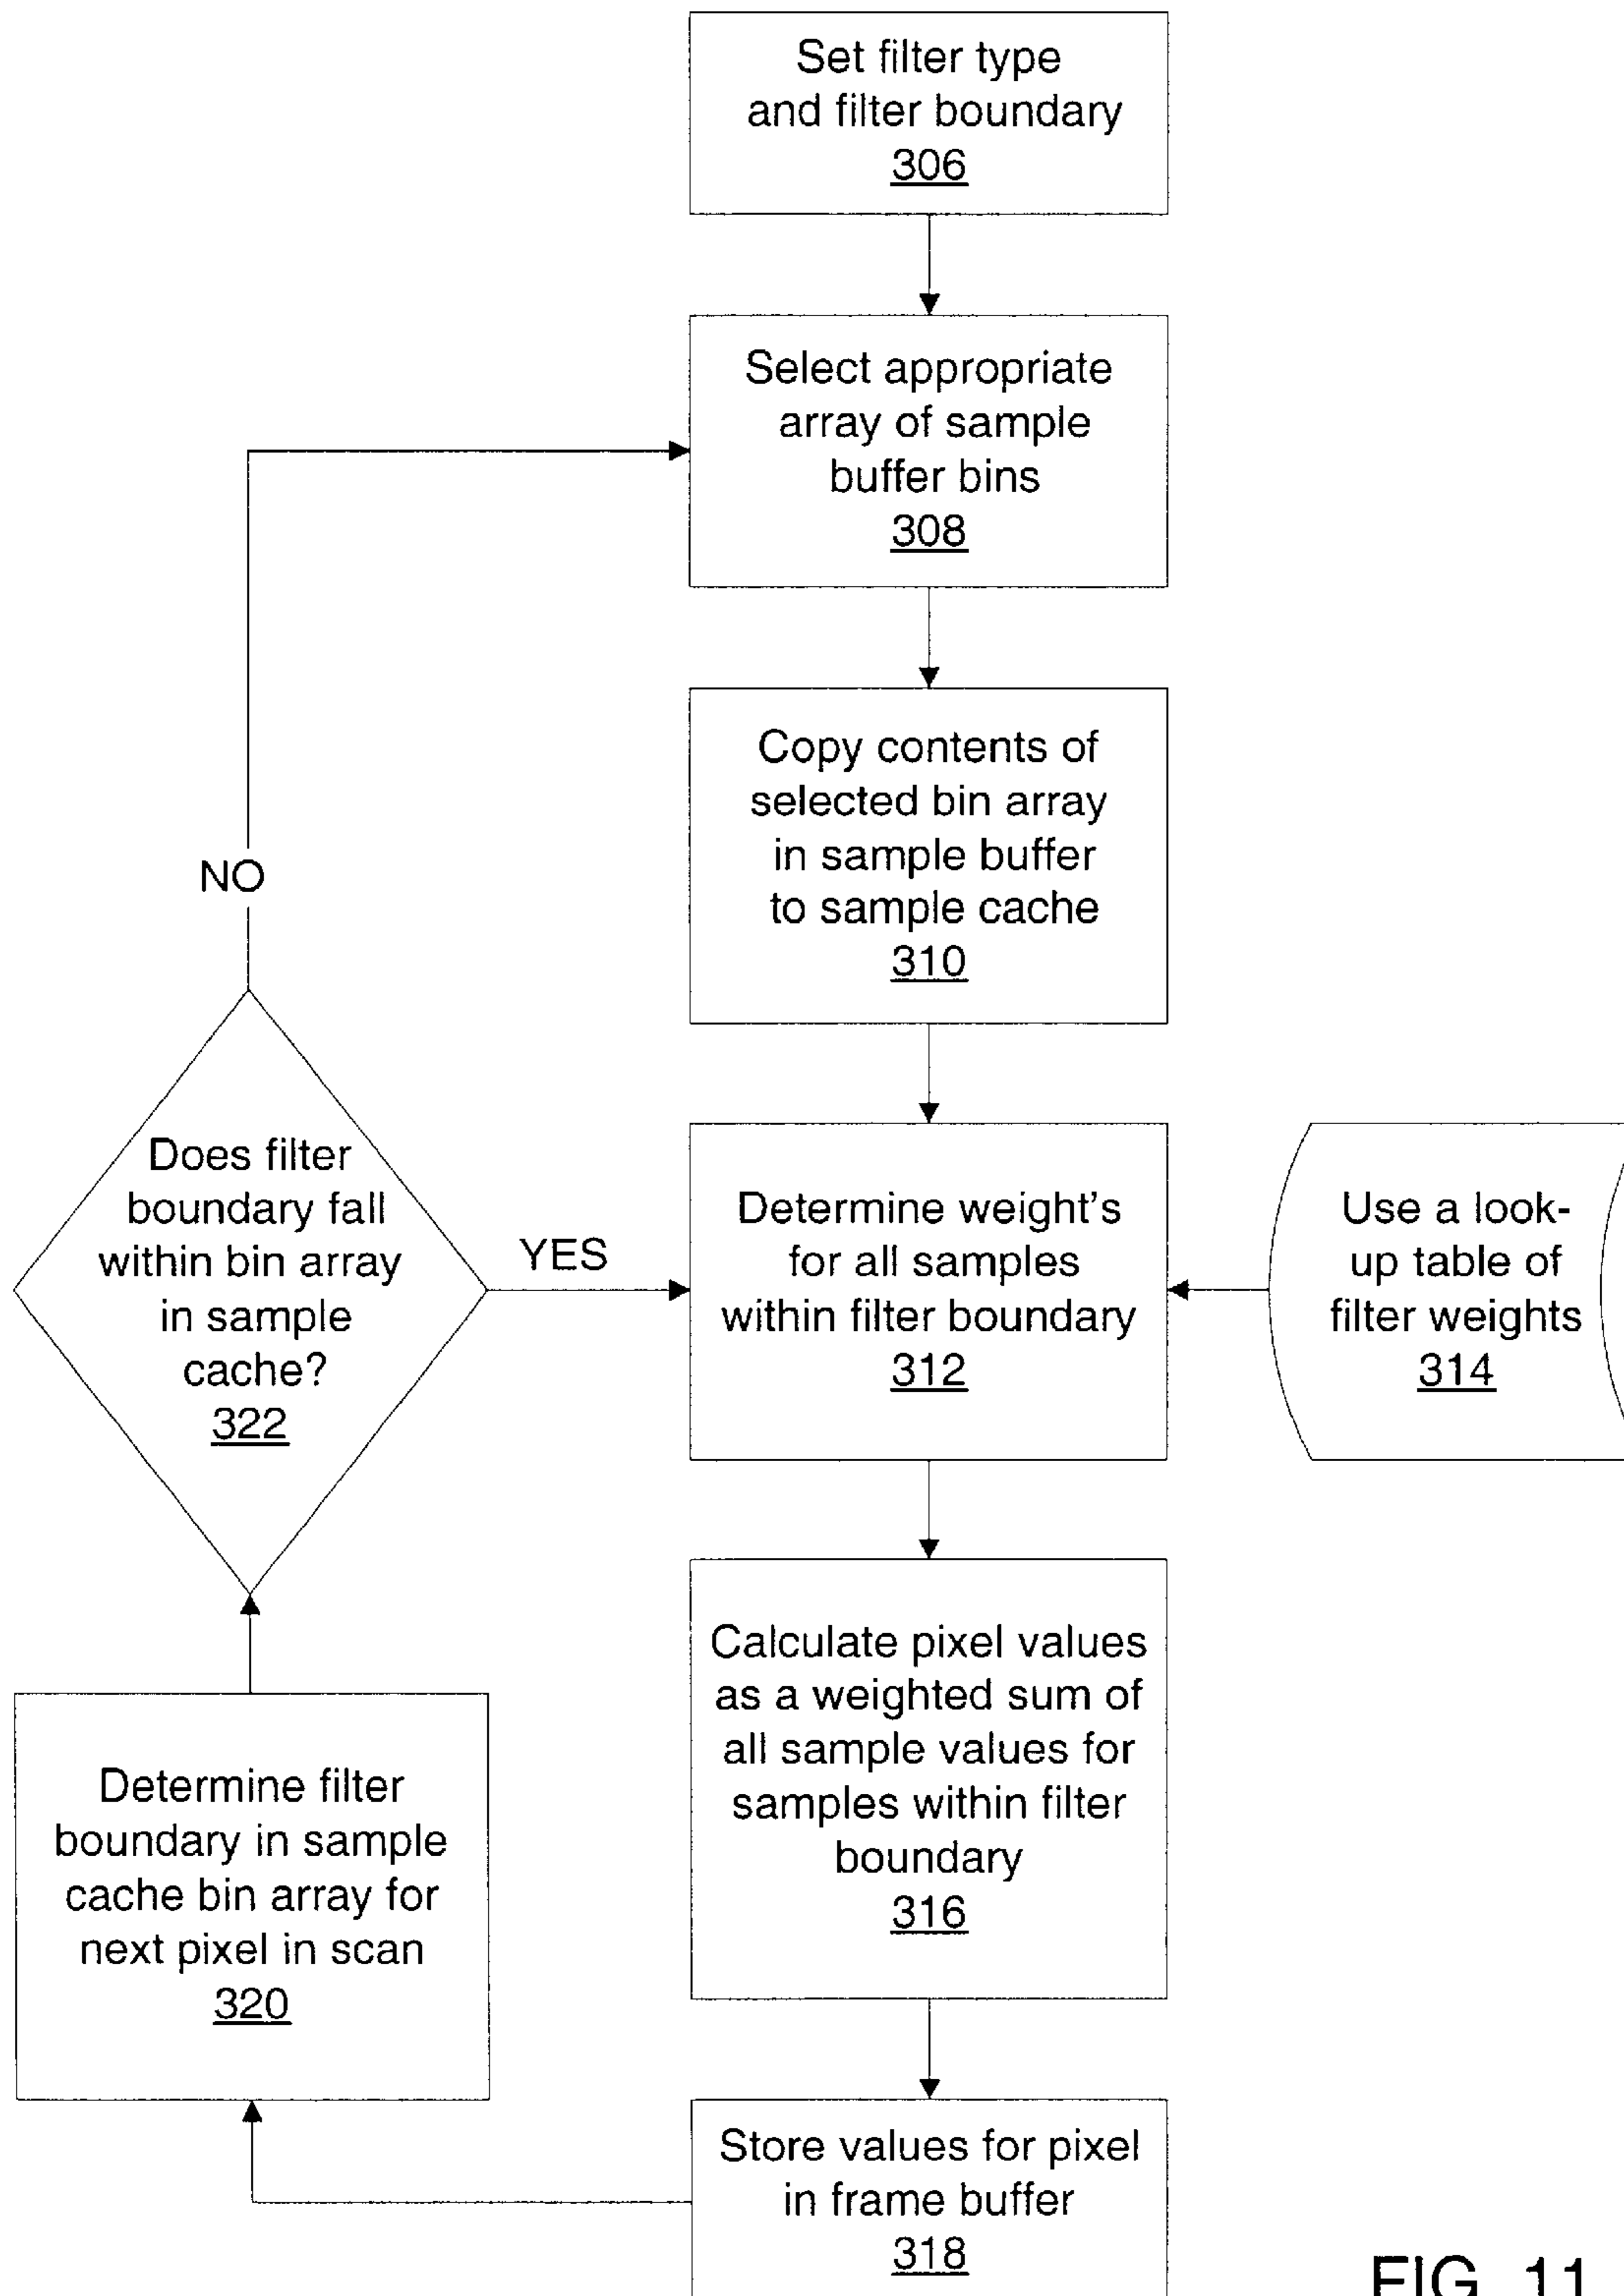 Set filter type
and filter boundary
306
Select appropriate
array of sample
buffer bins
308
Copy contents of
selected bin array
in sample buffer
to sample cache
310
NO
Does filter
boundary fall
within bin array
in sample
cache?
322
YES
Determine weight's
for all samples
within filter boundary
312
Use a look-
up table of
filter weights
314
Calculate pixel values
as a weighted sum of
all sample values for
samples within filter
boundary
316
Determine filter
boundary in sample
cache bin array for
next pixel in scan
320
Store values for pixel
in frame buffer
318
FIG. 11